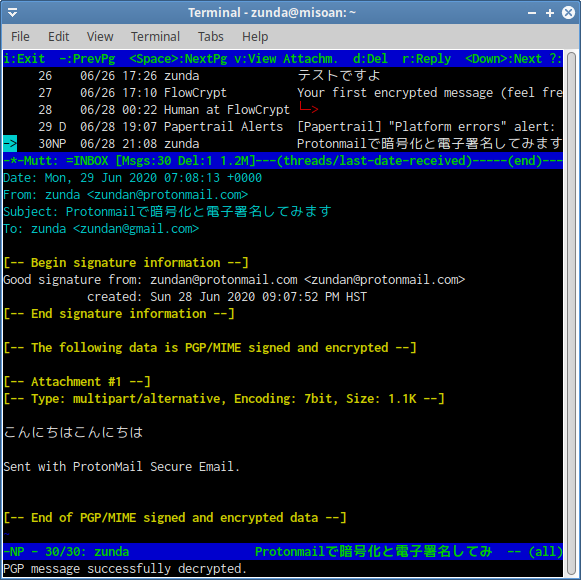 Terminal - zunda@misoan: ~
File Edit View Terminal Tabs Help
i:Exit -:PrevPg <Space>:NextPg v:View Attachm. d:Del r:Reply <Down>:Next ?:
26 06/26 17:26 zunda テストですよ
27 06/26 17:10 FlowCrypt Your first encrypted message (feel fre
28 06/28 00:22 Human at FlowCrypt └─>
29 D 06/28 19:07 Papertrail Alerts [Papertrail] "Platform errors" alert:
-> 30NP 06/28 21:08 zunda Protonmailで暗号化と電子署名してみます
-*-Mutt: =INBOX [Msgs:30 Del:1 1.2M]---(threads/last-date-received)-----(end)---
Date: Mon, 29 Jun 2020 07:08:13 +0000
From: zunda <zundan@protonmail.com>
Subject: Protonmailで暗号化と電子署名してみます
To: zunda <zundan@gmail.com>
[-- Begin signature information --]
Good signature from: zundan@protonmail.com <zundan@protonmail.com>
created: Sun 28 Jun 2020 09:07:52 PM HST
[-- End signature information --]
[-- The following data is PGP/MIME signed and encrypted --]
[-- Attachment #1 --]
[-- Type: multipart/alternative, Encoding: 7bit, Size: 1.1K --]
こんにちはこんにちは
Sent with ProtonMail Secure Email.
[-- End of PGP/MIME signed and encrypted data --]
-NP - 30/30: zunda Protonmailで暗号化と電子署名してみ -- (all)
PGP message successfully decrypted.